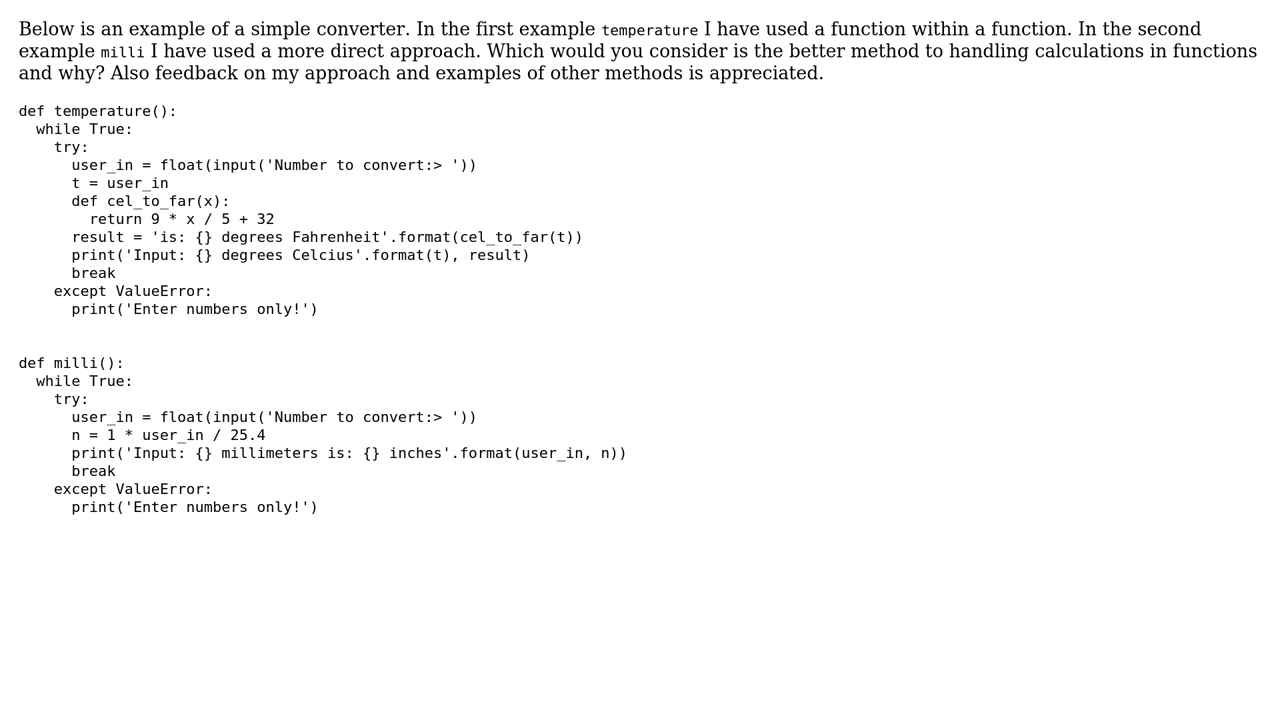 Below is an example of a simple converter. In the first example temperature I have used a function within a function. In the second
example milli I have used a more direct approach. Which would you consider is the better method to handling calculations in functions
and why? Also feedback on my approach and examples of other methods is appreciated.
def temperature():
  while True:
    try:
      user_in = float(input('Number to convert:> '))
      t = user_in
      def cel_to_far(x):
        return 9 * x / 5 + 32
      result = 'is: {} degrees Fahrenheit'.format(cel_to_far(t))
      print('Input: {} degrees Celcius'.format(t), result)
      break
    except ValueError:
      print('Enter numbers only!')
def milli():
  while True:
    try:
      user_in = float(input('Number to convert:> '))
      n = 1 * user_in / 25.4
      print('Input: {} millimeters is: {} inches'.format(user_in, n))
      break
    except ValueError:
      print('Enter numbers only!')